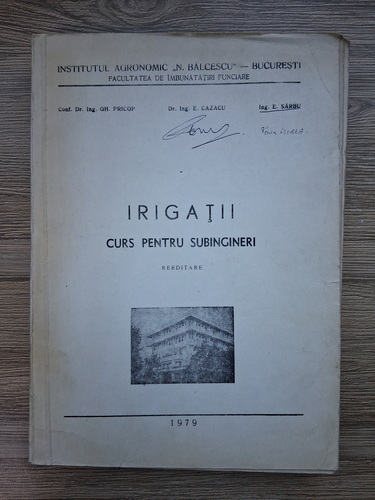 INSTITUTUL AGRONOMIC „N. BĂLCESCU" — BUCUREȘTI
FACULTATEA DE ÎMBUNĂTĂȚIRI FUNCIARE
Conf. Dr. Ing. GH. PRICOP Dr. Ing. E. CAZACU Ing. E. SÂRBU
IRIGAȚII
CURS PENTRU SUBINGINERI
REEDITARE
1979